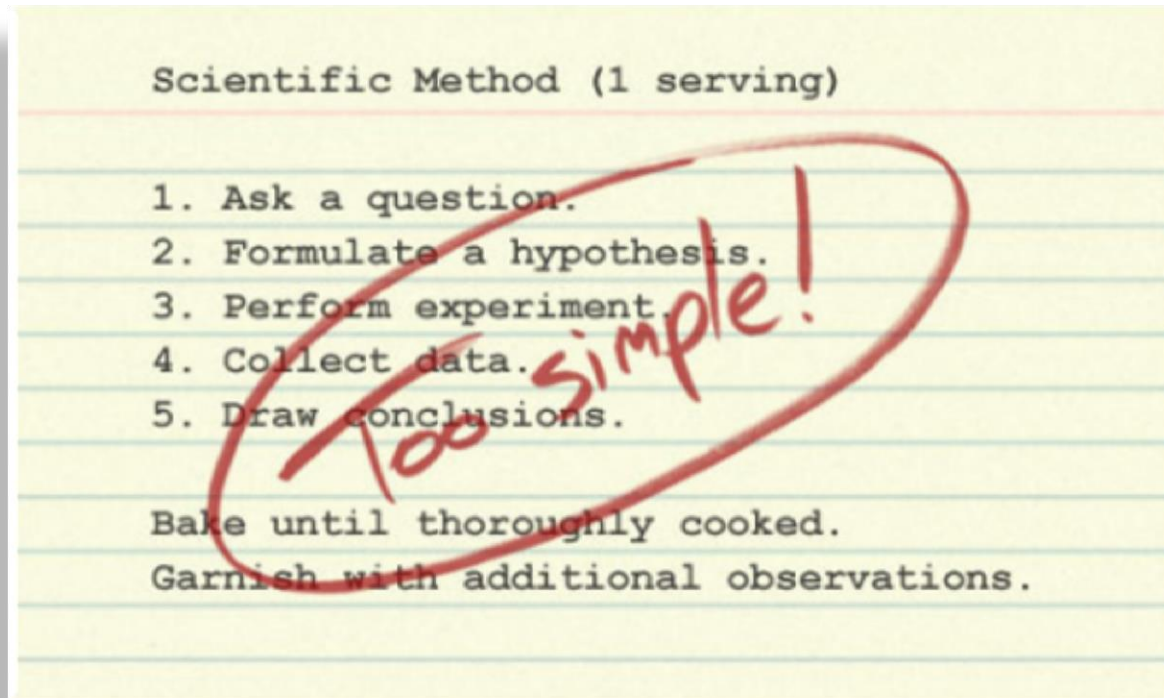 Scientific Method (1 serving)
1. Ask a question.
2. Formulate a hypothesis.
3. Perform experiment.
4. Collect data.
5. Draw conclusions.
Too simple!
Bake until thoroughly cooked.
Garnish with additional observations.